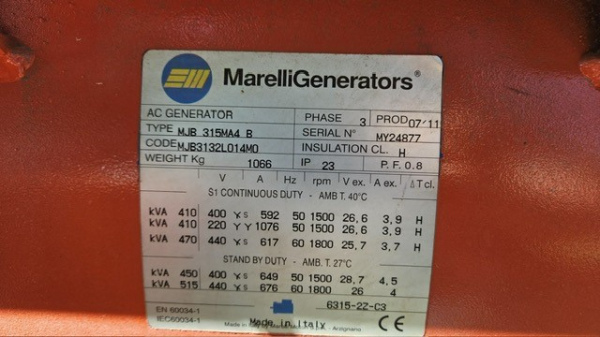 MarelliGenerators®
AC GENERATOR PHASE 3 PROD 07/11
TYPE MJB 315MA4 B SERIAL N° MY24877
CODE MJB3132L014M0 INSULATION CL. H
WEIGHT Kg 1066 IP 23 P.F. 0.8
V A Hz rpm V ex. A ex. ΔT cl.
S1 CONTINUOUS DUTY - AMB T. 40°C
kVA 410 400 Y S 592 50 1500 26,6 3,9 H
kVA 410 220 Y Y 1076 50 1500 26,6 3,9 H
kVA 470 440 Y S 617 60 1800 25,7 3,7 H
STAND BY DUTY - AMB. T. 27°C
kVA 450 400 Y S 649 50 1500 28,7 4,5
kVA 515 440 Y S 676 60 1800 26 4
EN 60034-1 6315-2Z-C3
IEC60034-1 Made in Italy Arzignano CE